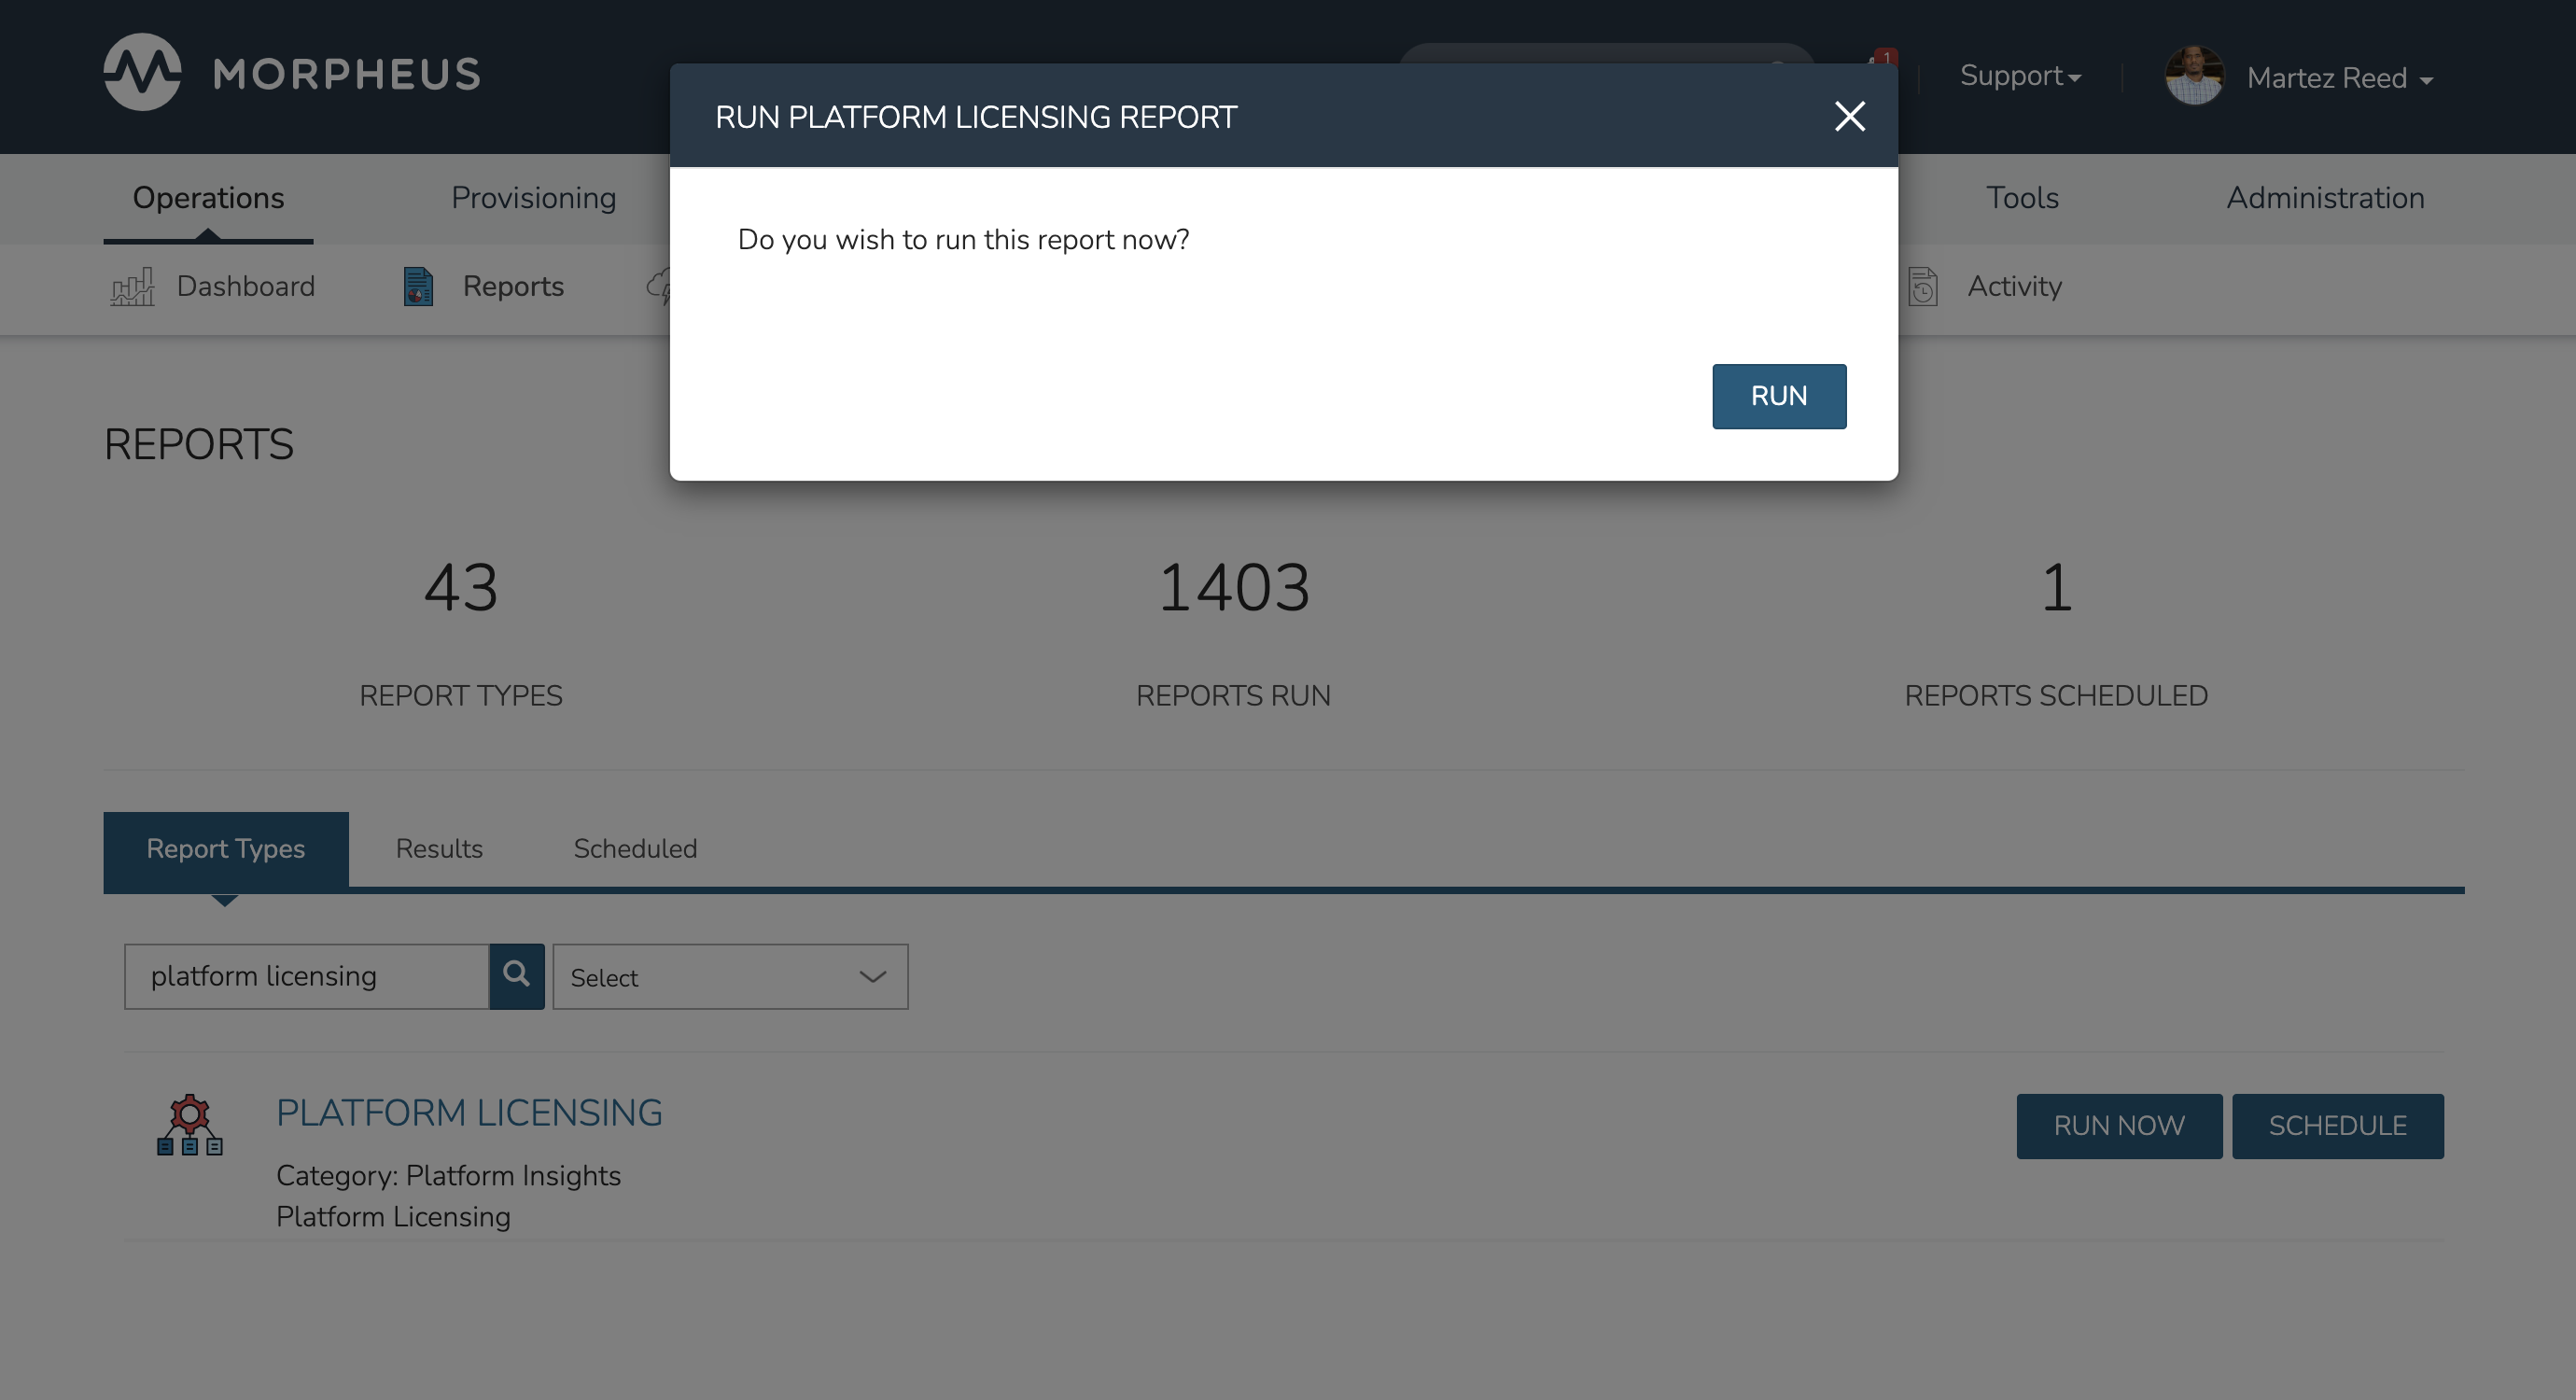 MORPHEUS
1
Support
Martez Reed
RUN PLATFORM LICENSING REPORT
Operations
Provisioning
Tools
Administration
Do you wish to run this report now?
Dashboard
Reports
Activity
RUN
REPORTS
43
1403
1
REPORT TYPES
REPORTS RUN
REPORTS SCHEDULED
Report Types
Results
Scheduled
platform licensing
Select
PLATFORM LICENSING
RUN NOW
SCHEDULE
Category: Platform Insights
Platform Licensing